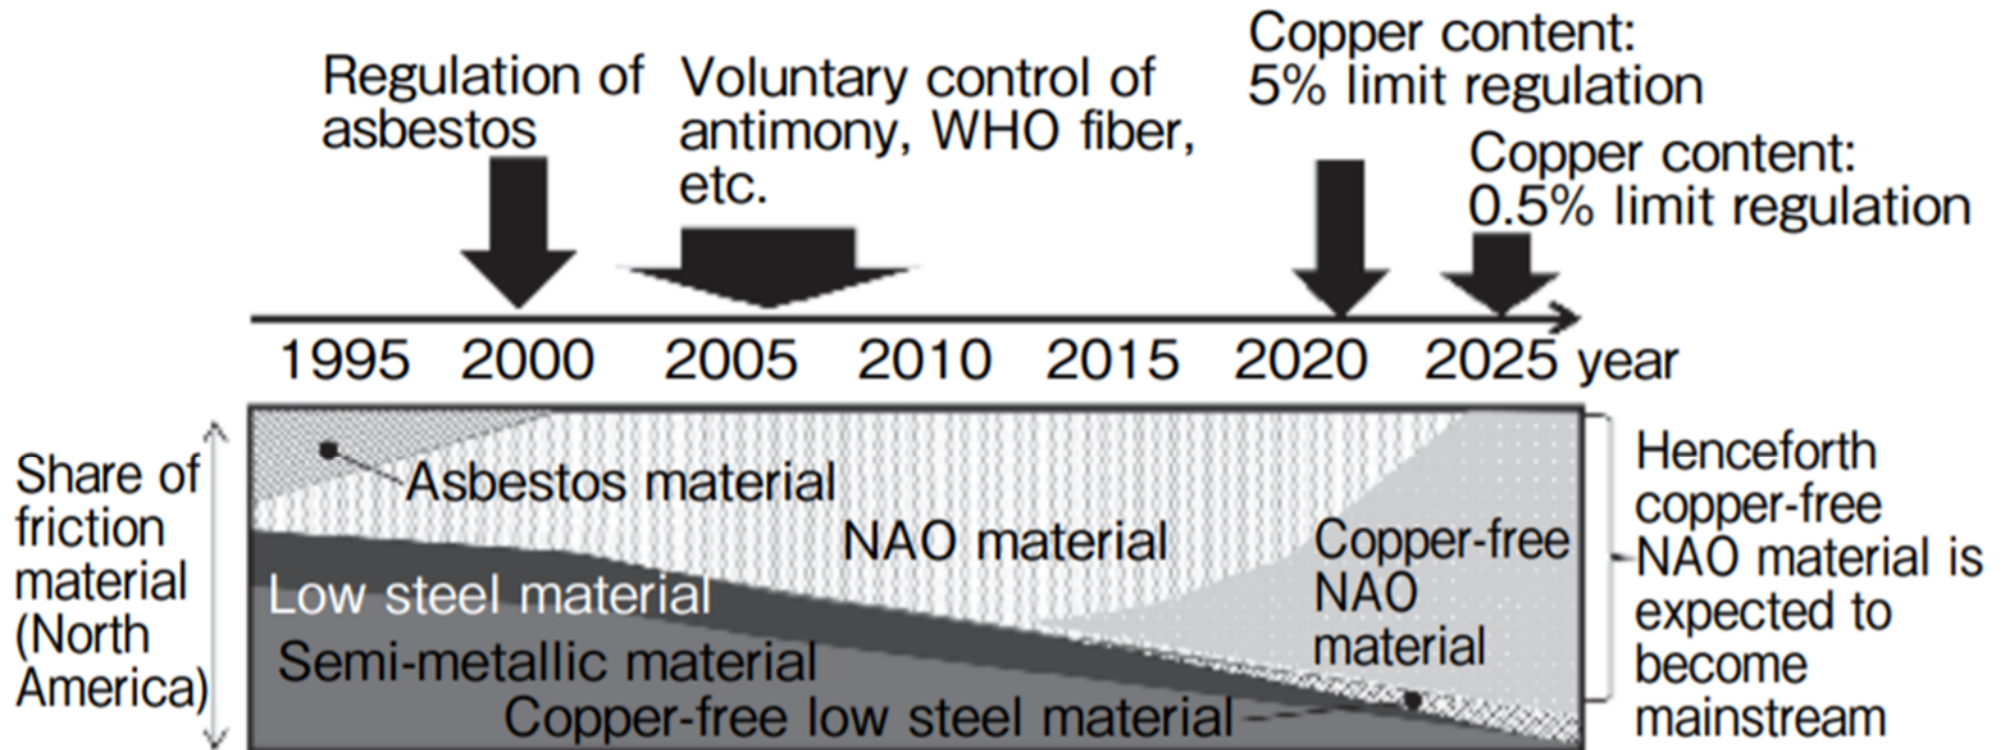 Regulation of
asbestos
Voluntary control of
antimony, WHO fiber,
etc.
Copper content:
5% limit regulation
Copper content:
0.5% limit regulation
1995 2000 2005 2010 2015 2020 2025 year
Share of
friction
material
(North
America)
Asbestos material
NAO material
Copper-free
NAO
material
Low steel material
Semi-metallic material
Copper-free low steel material
Henceforth
copper-free
NAO material is
expected to
become
mainstream